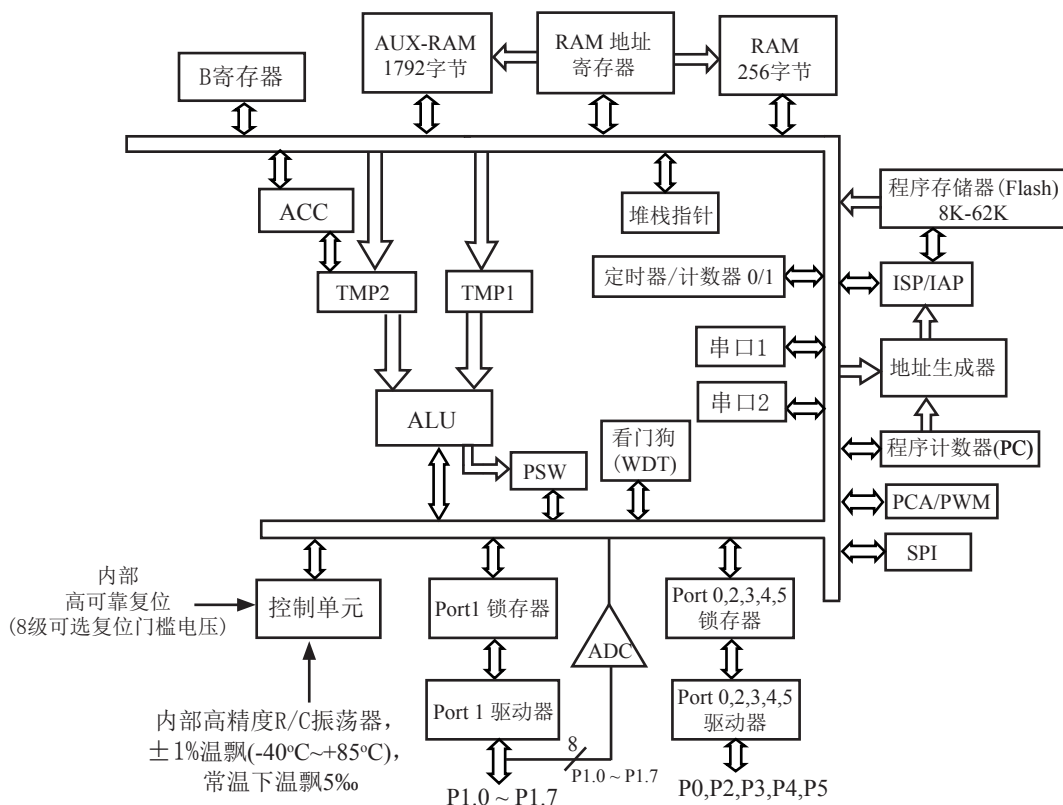 B寄存器
AUX-RAM
1792字节
RAM 地址
寄存器
RAM
256字节
ACC
堆栈指针
程序存储器(Flash)
8K-62K
TMP2
TMP1
定时器/计数器 0/1
ISP/IAP
串口1
地址生成器
串口2
ALU
看门狗
(WDT)
程序计数器(PC)
PSW
PCA/PWM
SPI
内部
高可靠复位
(8级可选复位门槛电压)
控制单元
Port1 锁存器
ADC
Port 0,2,3,4,5
锁存器
内部高精度R/C振荡器,
±1%温飘(-40°C~+85°C),
常温下温飘5‰
Port 1 驱动器
Port 0,2,3,4,5
驱动器
8
P1.0 ~ P1.7
P1.0 ~ P1.7
P0,P2,P3,P4,P5